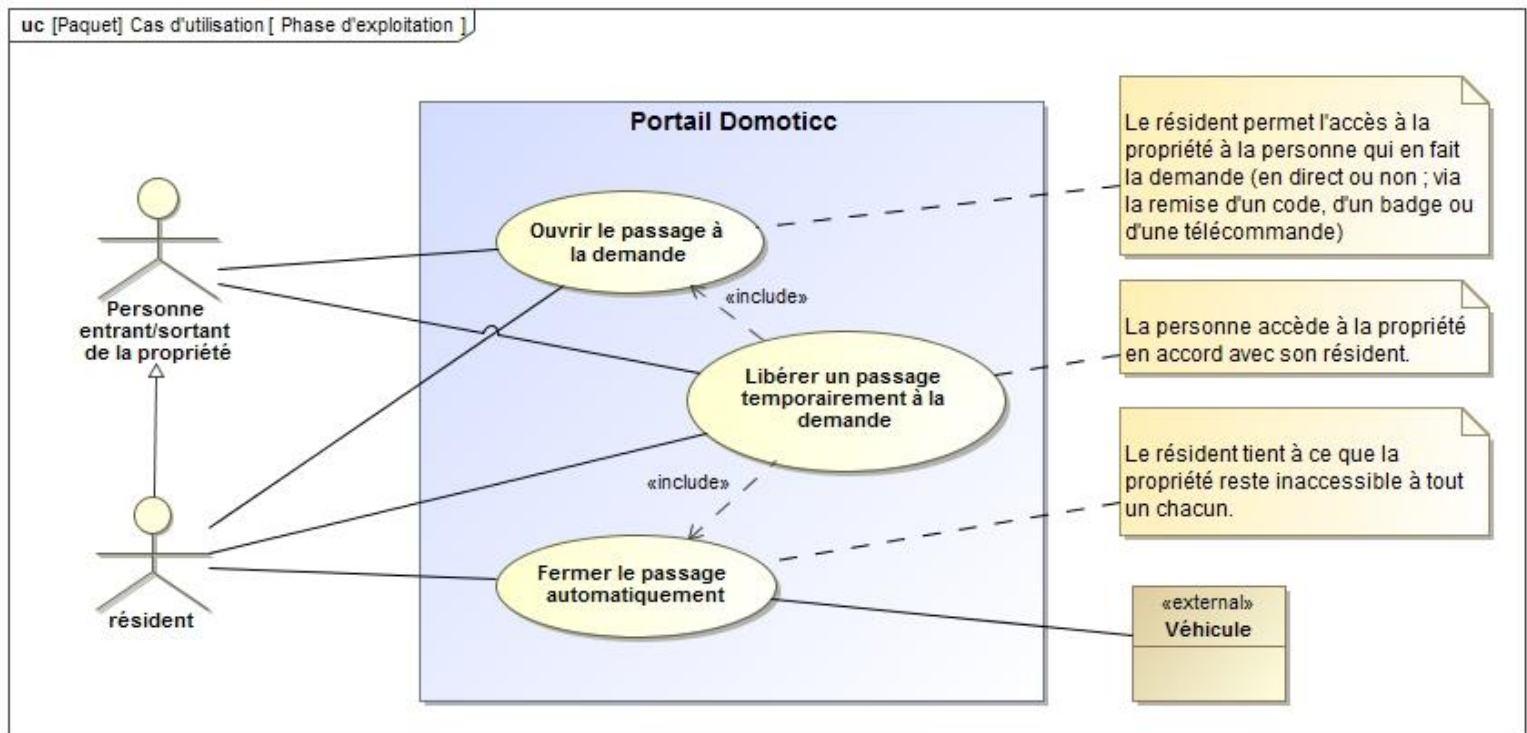 uc [Paquet] Cas d'utilisation [ Phase d'exploitation ]
Portail Domoticc
Le résident permet l'accès à la
propriété à la personne qui en fait
la demande (en direct ou non ; via
la remise d'un code, d'un badge ou
d'une télécommande)
Ouvrir le passage à
la demande
Personne
entrant/sortant
de la propriété
«include»
La personne accède à la propriété
en accord avec son résident.
Libérer un passage
temporairement à la
demande
Le résident tient à ce que la
propriété reste inaccessible à tout
un chacun.
«include»
Fermer le passage
automatiquement
résident
«external»
Véhicule